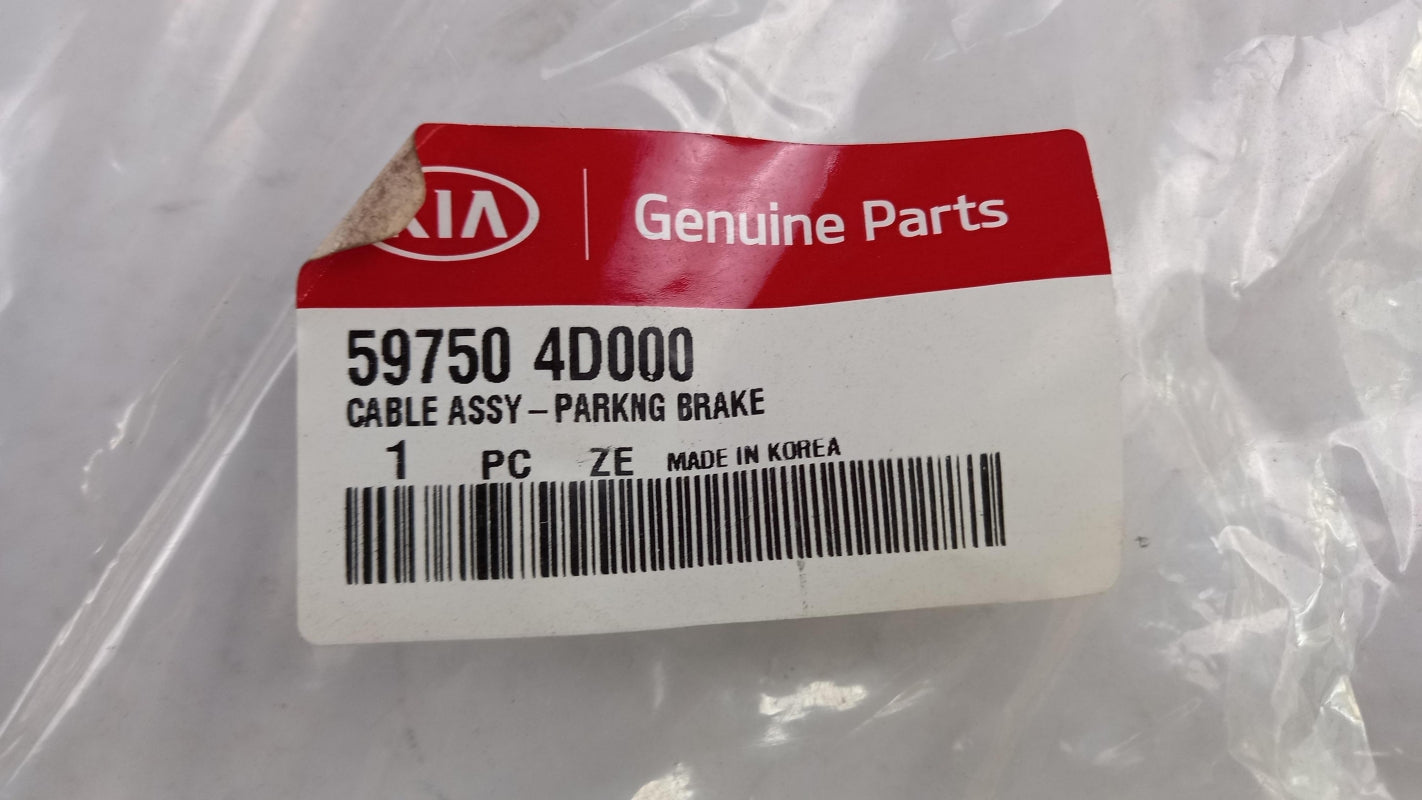 KIA Genuine Parts
59750 4D000
CABLE ASSY – PARKNG BRAKE
1 PC ZE MADE IN KOREA